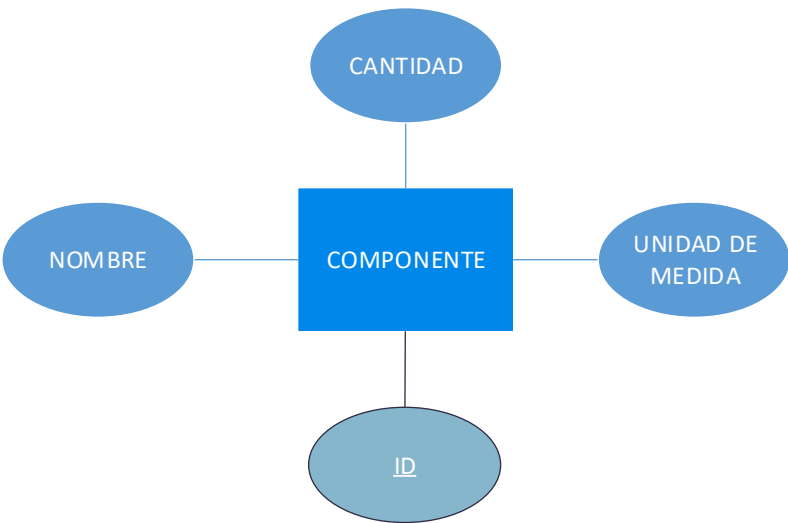 CANTIDAD
NOMBRE
COMPONENTE
UNIDAD DE
MEDIDA
ID